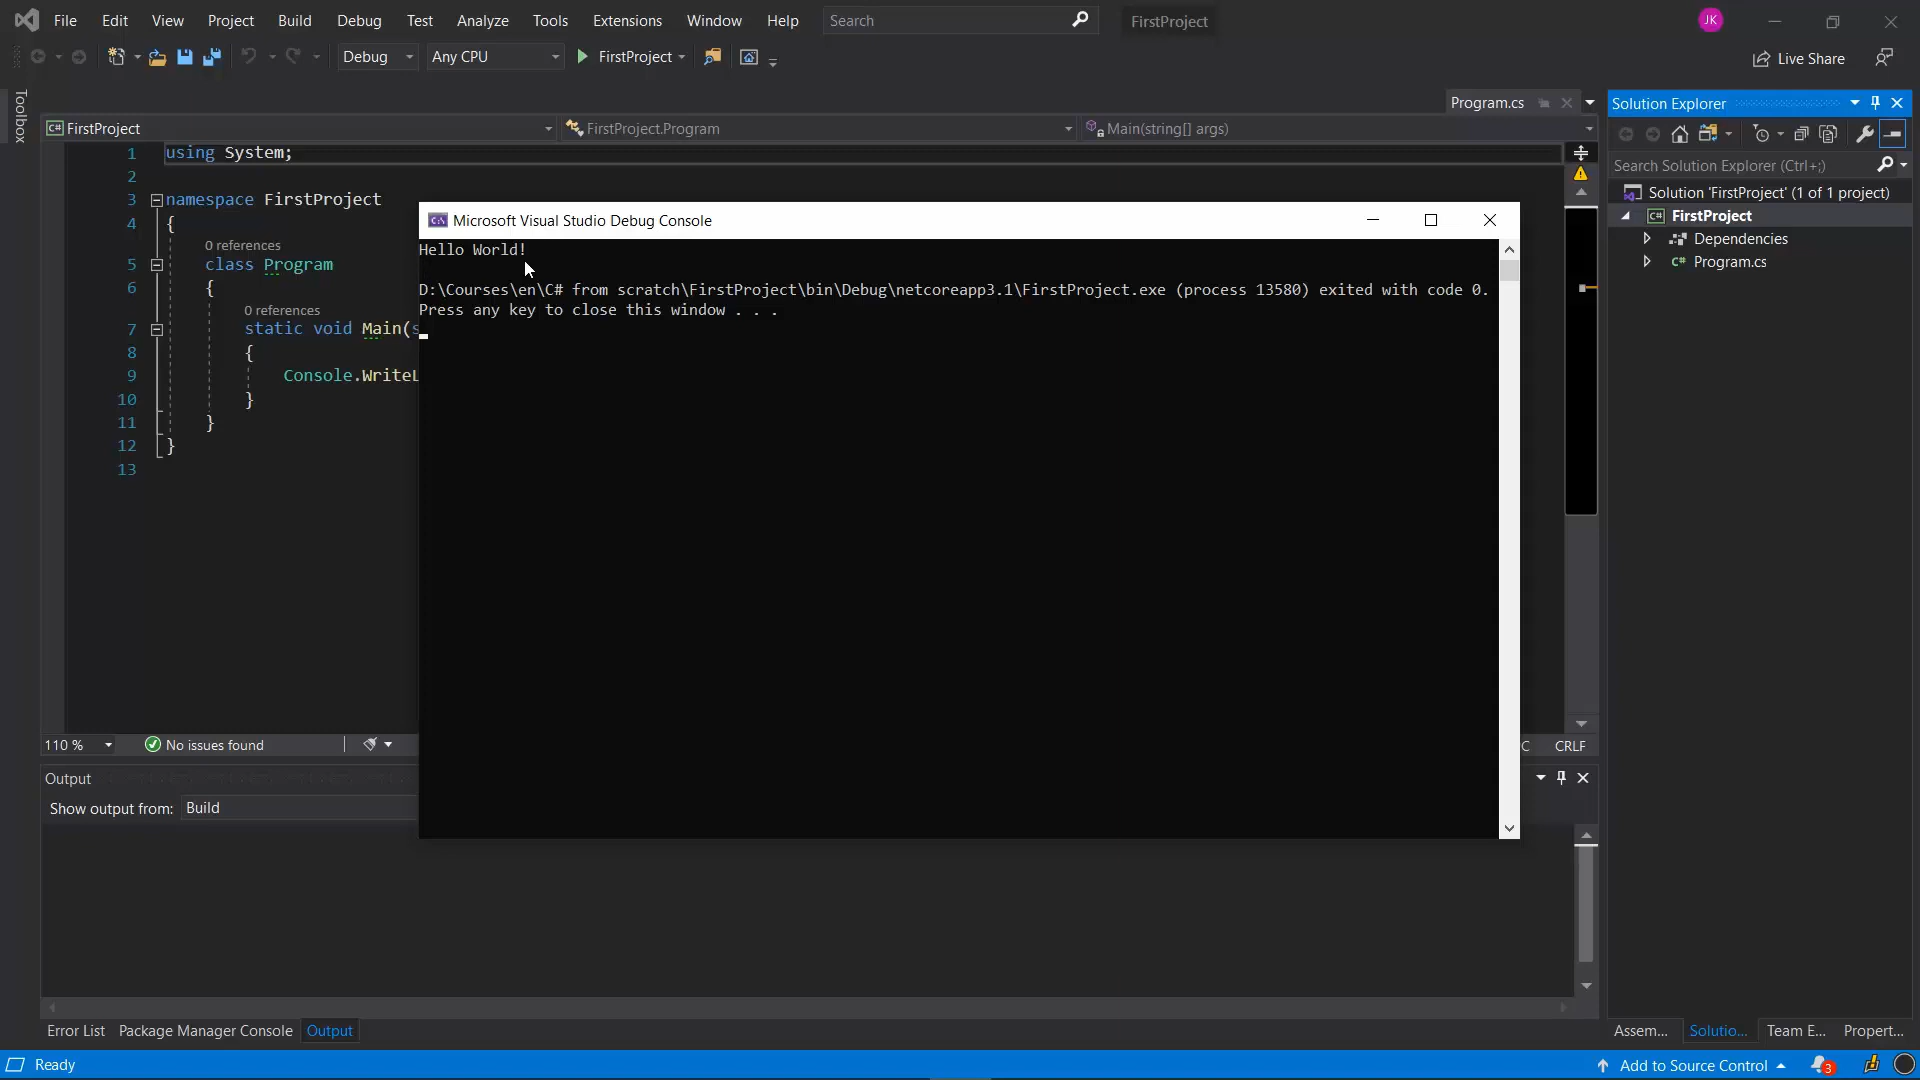 File Edit View Project Build Debug Test Analyze Tools Extensions Window Help Search FirstProject JK
Debug Any CPU FirstProject Live Share
Toolbox
Program.cs
FirstProject FirstProject.Program Main(string[] args)
1 using System;
2
3 namespace FirstProject
4 {
0 references
5 class Program
6 {
0 references
7 static void Main(s
8 {
9 Console.WriteL
10 }
11 }
12 }
13
Microsoft Visual Studio Debug Console
Hello World!
D:\Courses\en\C# from scratch\FirstProject\bin\Debug\netcoreapp3.1\FirstProject.exe (process 13580) exited with code 0.
Press any key to close this window . . .
Solution Explorer
Search Solution Explorer (Ctrl+;)
Solution 'FirstProject' (1 of 1 project)
C# FirstProject
Dependencies
C# Program.cs
110 % No issues found C CRLF
Output
Show output from: Build
Error List Package Manager Console Output
Assem... Solutio... Team E... Propert...
Ready Add to Source Control 3